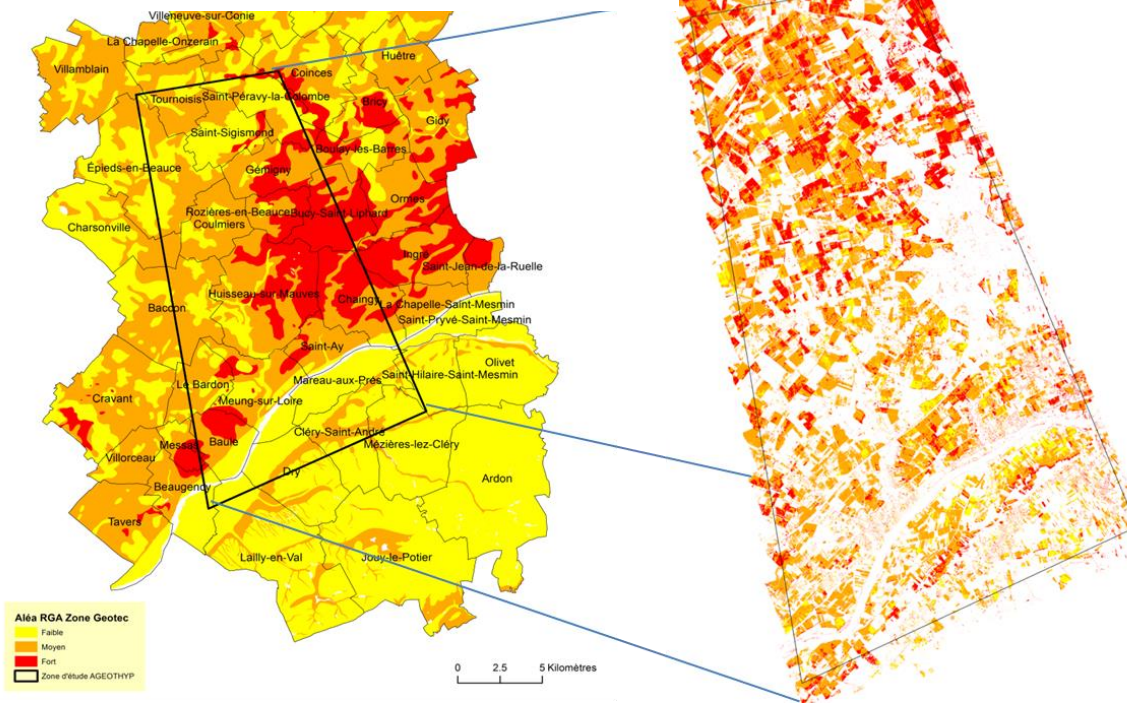 Villeneuve-sur-Conie
La Chapelle-Onzerain
Huêtre
Villamblain
Coinces
Tournoisis
Saint-Péravy-la-Colombe
Bricy
Gidy
Saint-Sigismond
Boulay-les-Barres
Épieds-en-Beauce
Gémigny
Ormes
Rozières-en-Beauce
Bucy-Saint-Liphard
Coulmiers
Charsonville
Ingré
Saint-Jean-de-la-Ruelle
Huisseau-sur-Mauves
Chaingy
La Chapelle-Saint-Mesmin
Baccon
Saint-Pryvé-Saint-Mesmin
Saint-Ay
Olivet
Saint-Hilaire-Saint-Mesmin
Mareau-aux-Prés
Le Bardon
Cravant
Meung-sur-Loire
Cléry-Saint-André
Messas
Baule
Mézières-lez-Cléry
Villorceau
Dry
Ardon
Beaugency
Tavers
Lailly-en-Val
Jouy-le-Potier
Aléa RGA Zone Geotec
Faible
Moyen
Fort
Zone d'étude AGEOTHYP
0 2.5 5 Kilomètres